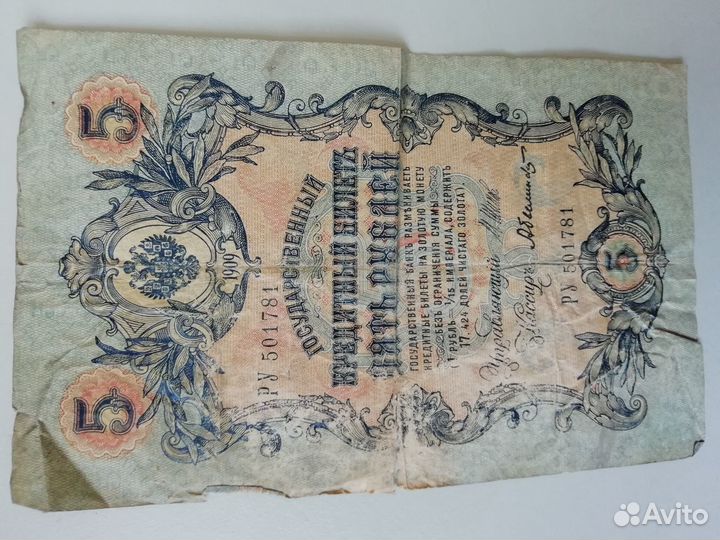 5
5
1909
РУ 501781
ГОСУДАРСТВЕННЫЙ
КРЕДИТНЫЙ БИЛЕТЪ
ПЯТЬ РУБЛЕЙ
ГОСУДАРСТВЕННЫЙ БАНКЪ РАЗМѢНИВАЕТЪ
КРЕДИТНЫЕ БИЛЕТЫ НА ЗОЛОТУЮ МОНЕТУ
БЕЗЪ ОГРАНИЧЕНІЯ СУММЫ
(1 РУБЛЬ = 1/15 ИМПЕРІАЛА, СОДЕРЖИТЪ
17,424 ДОЛЕЙ ЧИСТАГО ЗОЛОТА)
Управляющій
Кассиръ
РУ 501781
5
Avito